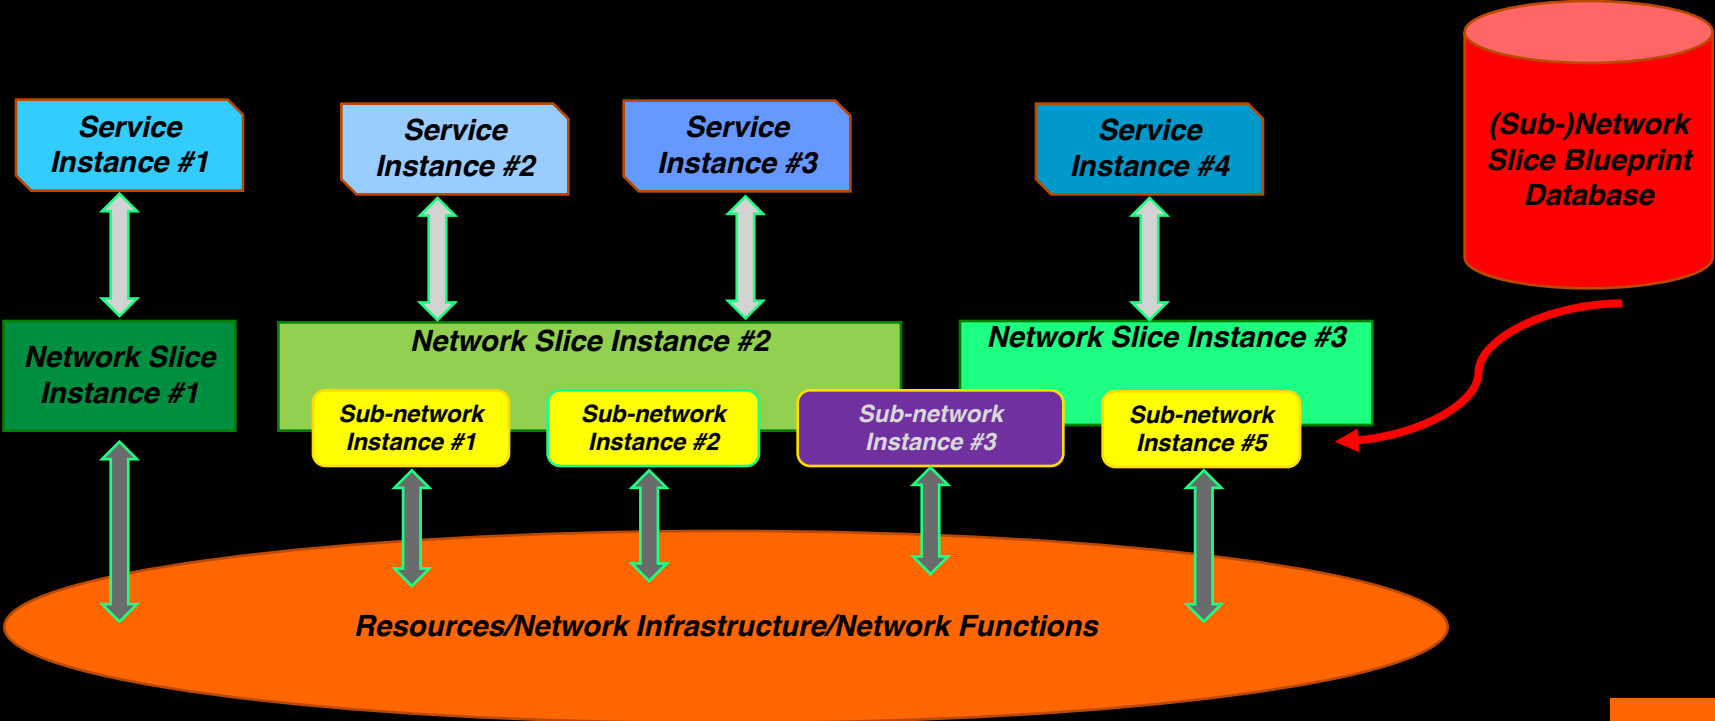 Service
Instance #1
Service
Instance #2
Service
Instance #3
Service
Instance #4
(Sub-)Network
Slice Blueprint
Database
Network Slice
Instance #1
Network Slice Instance #2
Network Slice Instance #3
Sub-network
Instance #1
Sub-network
Instance #2
Sub-network
Instance #3
Sub-network
Instance #5
Resources/Network Infrastructure/Network Functions